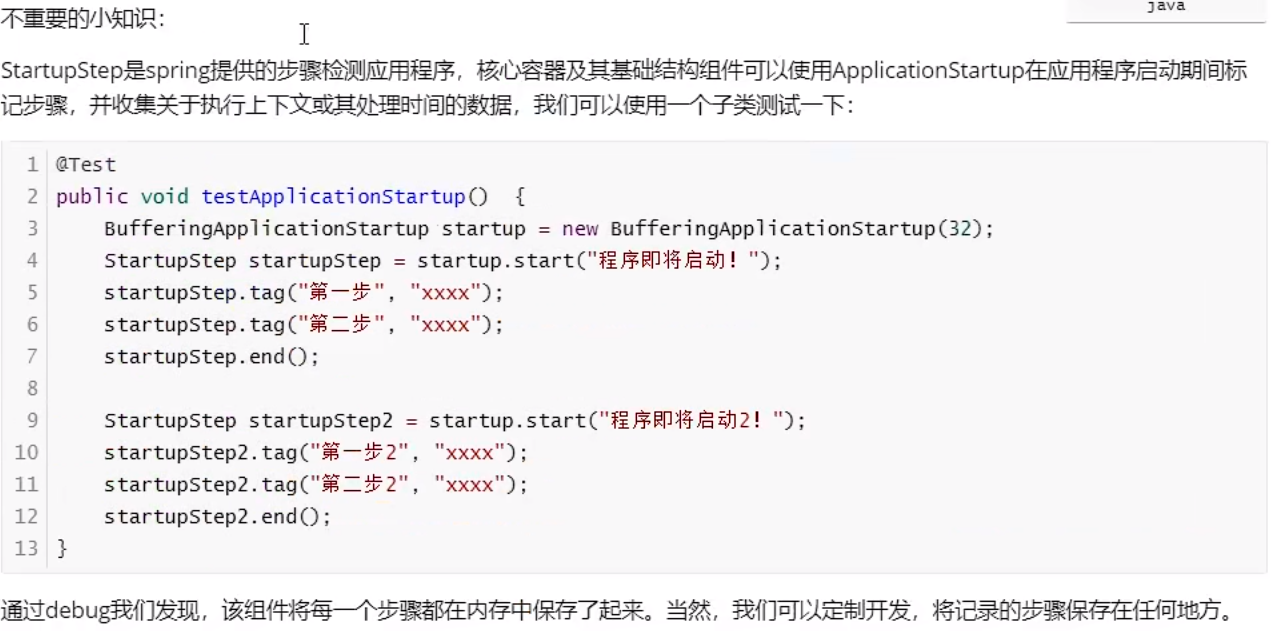 java
不重要的小知识：
StartupStep是spring提供的步骤检测应用程序，核心容器及其基础结构组件可以使用ApplicationStartup在应用程序启动期间标
记步骤，并收集关于执行上下文或其处理时间的数据，我们可以使用一个子类测试一下：
1 @Test
2 public void testApplicationStartup()  {
3     BufferingApplicationStartup startup = new BufferingApplicationStartup(32);
4     StartupStep startupStep = startup.start("程序即将启动！");
5     startupStep.tag("第一步", "xxxx");
6     startupStep.tag("第二步", "xxxx");
7     startupStep.end();
8
9     StartupStep startupStep2 = startup.start("程序即将启动2！");
10     startupStep2.tag("第一步2", "xxxx");
11     startupStep2.tag("第二步2", "xxxx");
12     startupStep2.end();
13 }
通过debug我们发现，该组件将每一个步骤都在内存中保存了起来。当然，我们可以定制开发，将记录的步骤保存在任何地方。